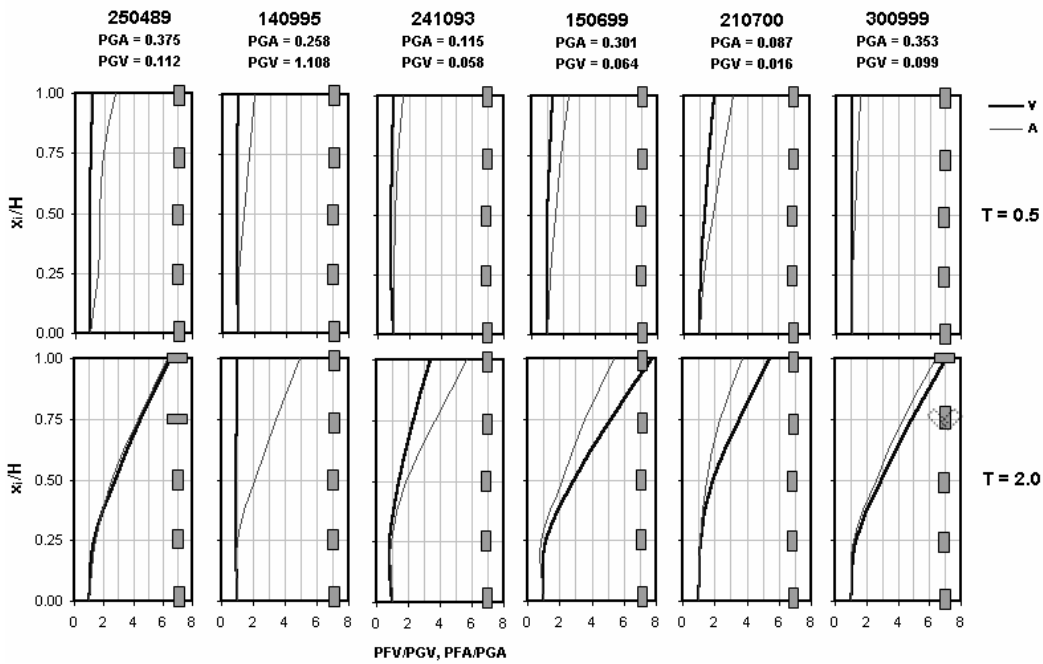 250489 140995 241093 150699 210700 300999
PGA = 0.375 PGA = 0.258 PGA = 0.115 PGA = 0.301 PGA = 0.087 PGA = 0.353
PGV = 0.112 PGV = 1.108 PGV = 0.058 PGV = 0.064 PGV = 0.016 PGV = 0.099
1.00
0.75
0.50
0.25
0.00
xi/H
V
A
T = 0.5
1.00
0.75
0.50
0.25
0.00
xi/H
T = 2.0
0 2 4 6 8 0 2 4 6 8 0 2 4 6 8 0 2 4 6 8 0 2 4 6 8 0 2 4 6 8
PFV/PGV, PFA/PGA